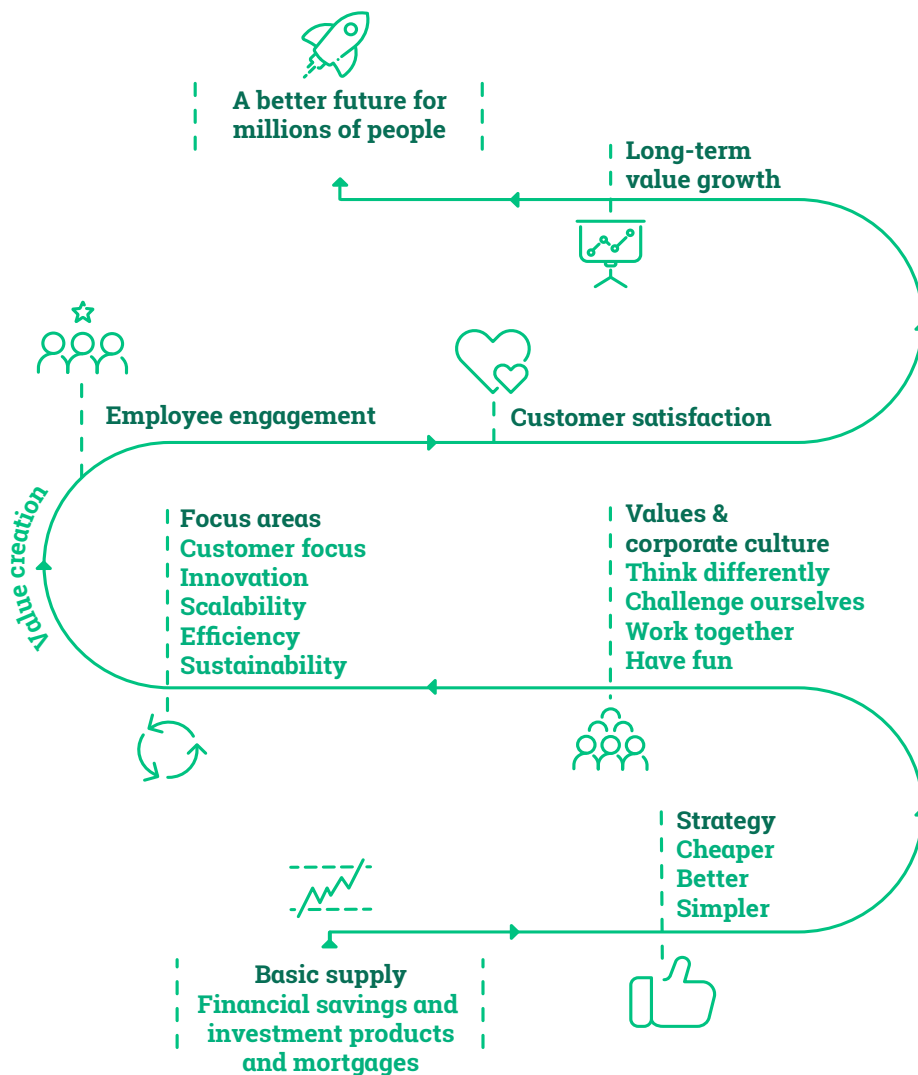 A better future for
millions of people
Long-term
value growth
Employee engagement
Customer satisfaction
Value creation
Focus areas
Customer focus
Innovation
Scalability
Efficiency
Sustainability
Values &
corporate culture
Think differently
Challenge ourselves
Work together
Have fun
Strategy
Cheaper
Better
Simpler
Basic supply
Financial savings and
investment products
and mortgages